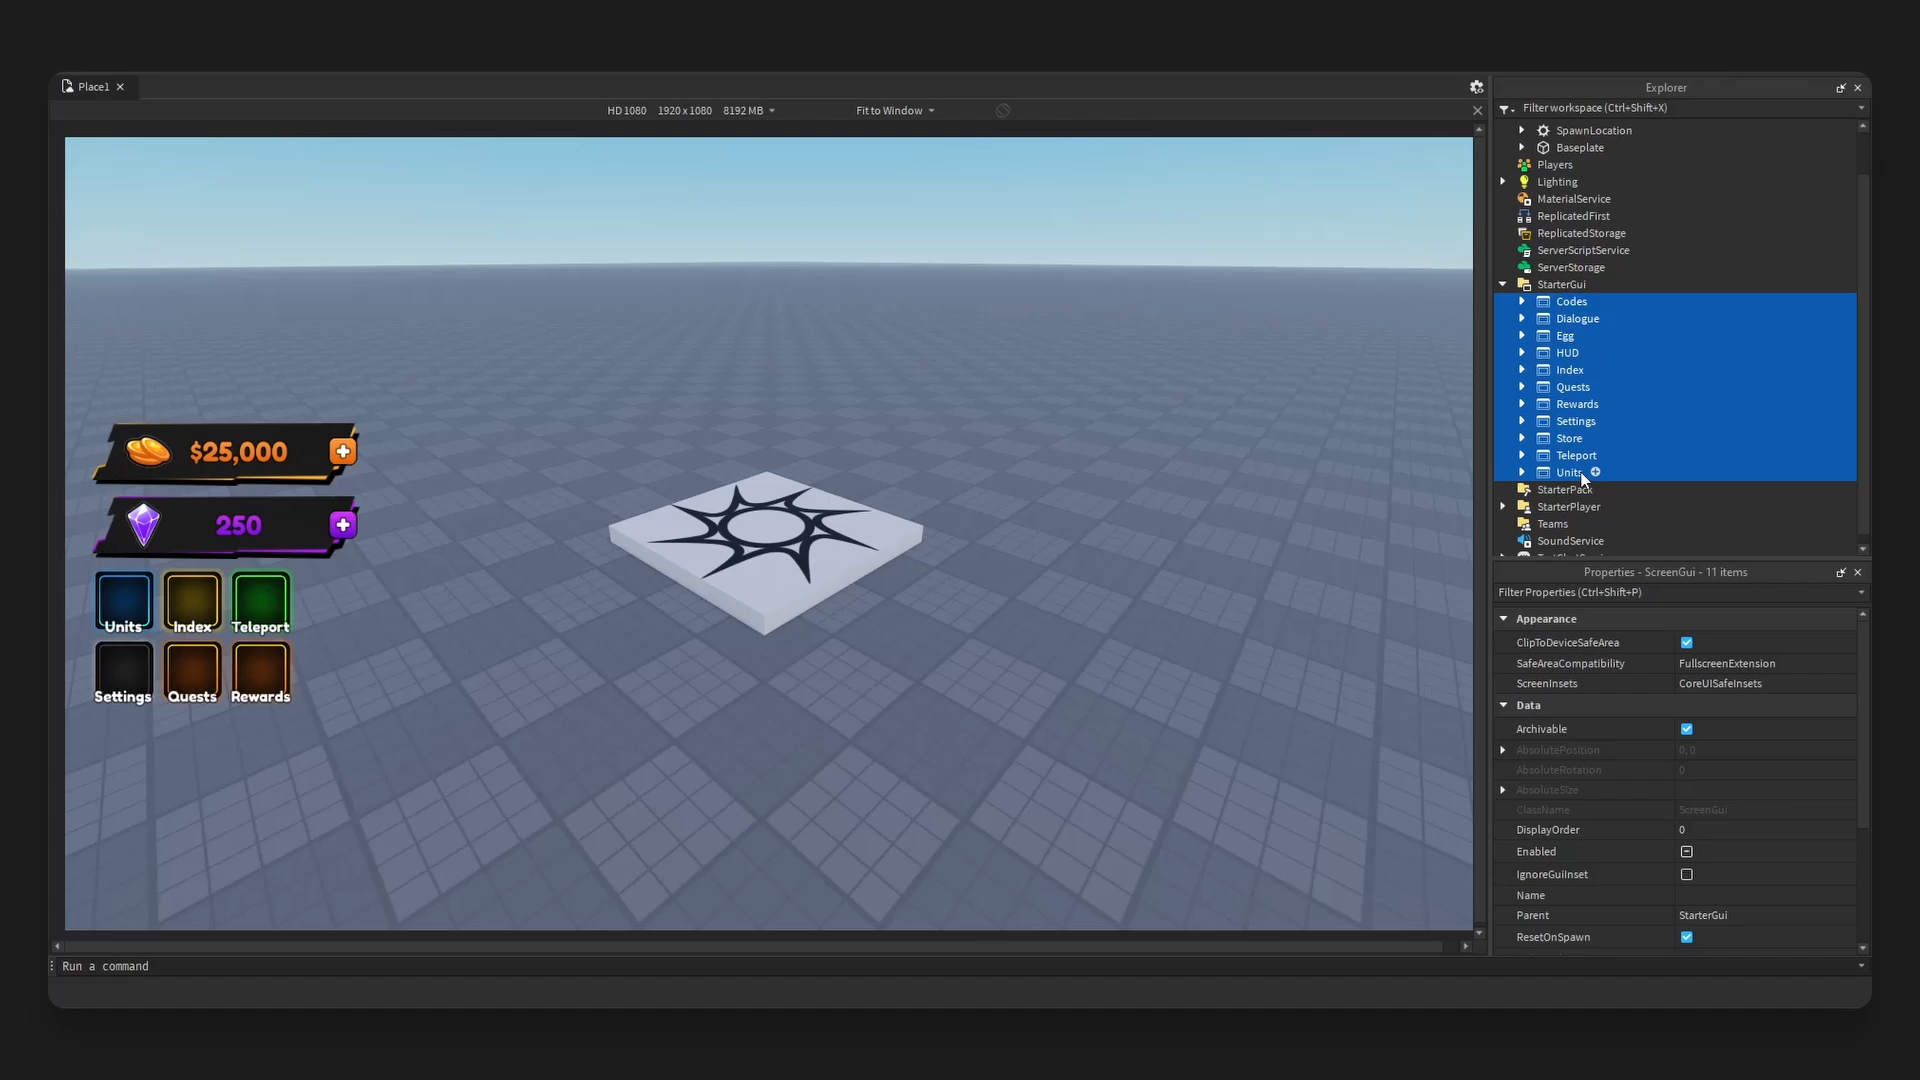 Place1
HD 1080 1920 x 1080 8192 MB Fit to Window
$25,000
250
Units Index Teleport
Settings Quests Rewards
Run a command
Explorer
Filter workspace (Ctrl+Shift+X)
SpawnLocation
Baseplate
Players
Lighting
MaterialService
ReplicatedFirst
ReplicatedStorage
ServerScriptService
ServerStorage
StarterGui
Codes
Dialogue
Egg
HUD
Index
Quests
Rewards
Settings
Store
Teleport
Units
StarterPack
StarterPlayer
Teams
SoundService
Properties - ScreenGui - 11 items
Filter Properties (Ctrl+Shift+P)
Appearance
ClipToDeviceSafeArea
SafeAreaCompatibility FullscreenExtension
ScreenInsets CoreUISafeInsets
Data
Archivable
AbsolutePosition 0, 0
AbsoluteRotation 0
AbsoluteSize
ClassName ScreenGui
DisplayOrder 0
Enabled
IgnoreGuiInset
Name
Parent StarterGui
ResetOnSpawn